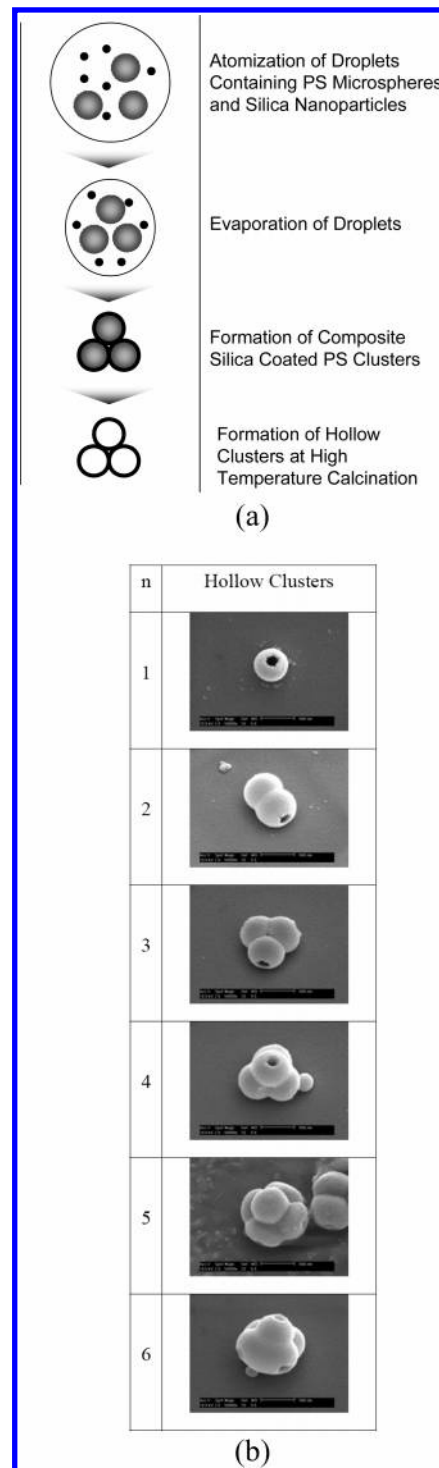 Atomization of Droplets
Containing PS Microspheres
and Silica Nanoparticles
Evaporation of Droplets
Formation of Composite
Silica Coated PS Clusters
Formation of Hollow
Clusters at High
Temperature Calcination
(a)
n Hollow Clusters
1
2
3
4
5
6
(b)